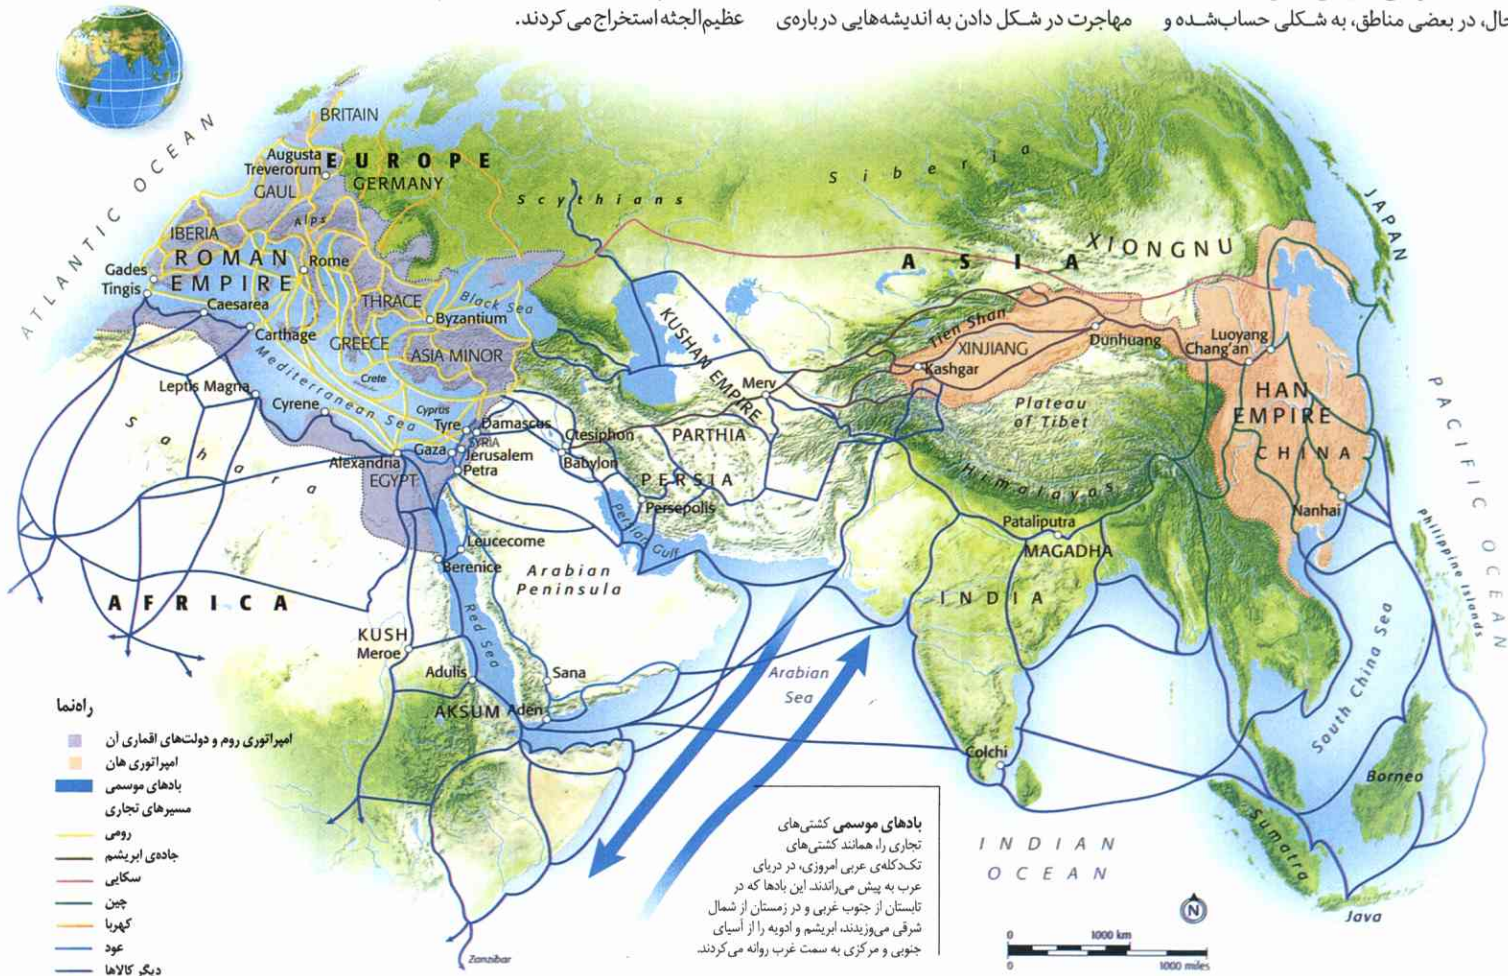 حال، در بعضی مناطق، به شکلی حساب‌شده و
مهاجرت در شکل دادن به اندیشه‌هایی درباره‌ی
عظیم‌الجثه استخراج می‌کردند.
ATLANTIC OCEAN
BRITAIN
EUROPE
Augusta
Treverorum
GAUL
GERMANY
Alps
IBERIA
ROMAN
EMPIRE
Rome
Gades
Tingis
Caesarea
Carthage
THRACE
Black Sea
Byzantium
GREECE
ASIA MINOR
Mediterranean Sea
Crete
Cyprus
Leptis Magna
Cyrene
Tyre
Damascus
SYRIA
Gaza
Jerusalem
Petra
Alexandria
EGYPT
Sahara
AFRICA
Scythians
Siberia
ASIA
XIONGNU
JAPAN
KUSHAN EMPIRE
Merv
Tien Shan
XINJIANG
Kashgar
Dunhuang
Luoyang
Chang'an
HAN
EMPIRE
CHINA
Nanhai
Plateau
of Tibet
Himalayas
Ctesiphon
Babylon
PARTHIA
PERSIA
Persepolis
Persian Gulf
Leucecome
Berenice
Arabian
Peninsula
Red Sea
KUSH
Meroe
Adulis
Sana
AKSUM
Aden
Arabian
Sea
Pataliputra
MAGADHA
INDIA
Colchi
PACIFIC OCEAN
Philippine Islands
South China Sea
Borneo
Sumatra
Java
INDIAN
OCEAN
Zanzibar
راه‌نما
امپراتوری روم و دولت‌های اقماری آن
امپراتوری هان
بادهای موسمی
مسیرهای تجاری
رومی
جاده‌ی ابریشم
سکایی
چین
کهربا
عود
دیگر کالاها
بادهای موسمی کشتی‌های
تجاری را، همانند کشتی‌های
تک‌دکله‌ی عربی امروزی، در دریای
عرب به پیش می‌راندند. این بادها که در
تابستان از جنوب غربی و در زمستان از شمال
شرقی می‌وزیدند، ابریشم و ادویه را از آسیای
جنوبی و مرکزی به سمت غرب روانه می‌کردند.
N
0 1000 km
0 1000 miles